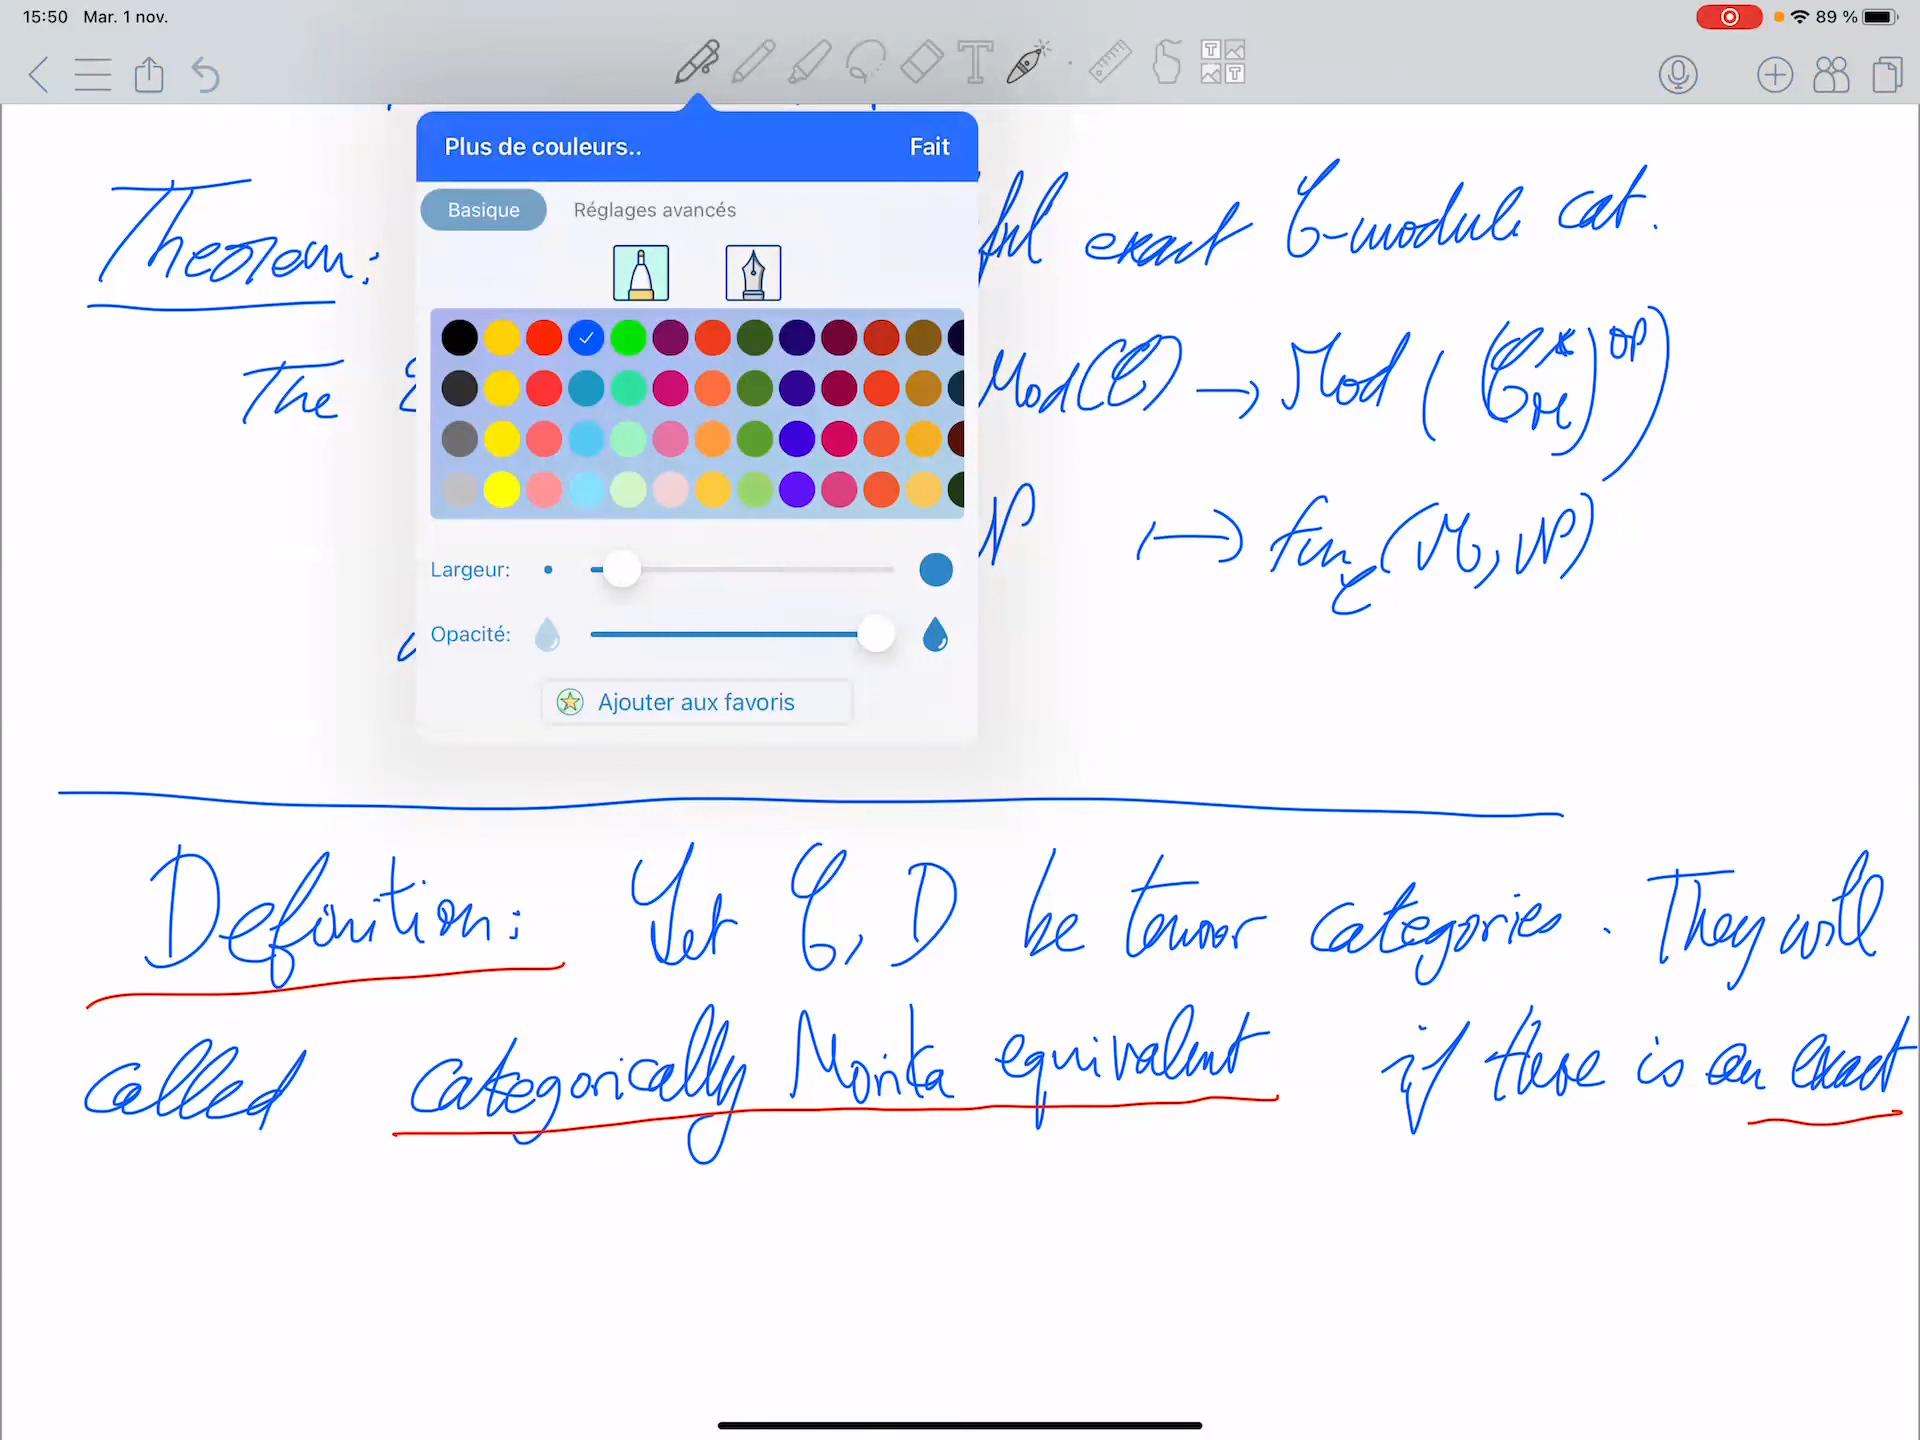 15:50 Mar. 1 nov. 89 %
Plus de couleurs.. Fait
Basique Réglages avancés
Largeur:
Opacité:
Ajouter aux favoris
Theorem: exact C-module cat.
The Mod(C) → Mod ((C*_M)^op)
N ↦ Fun_C(M, N)
Definition: Let C, D be tensor categories. They will
called categorically Morita equivalent if there is an exact